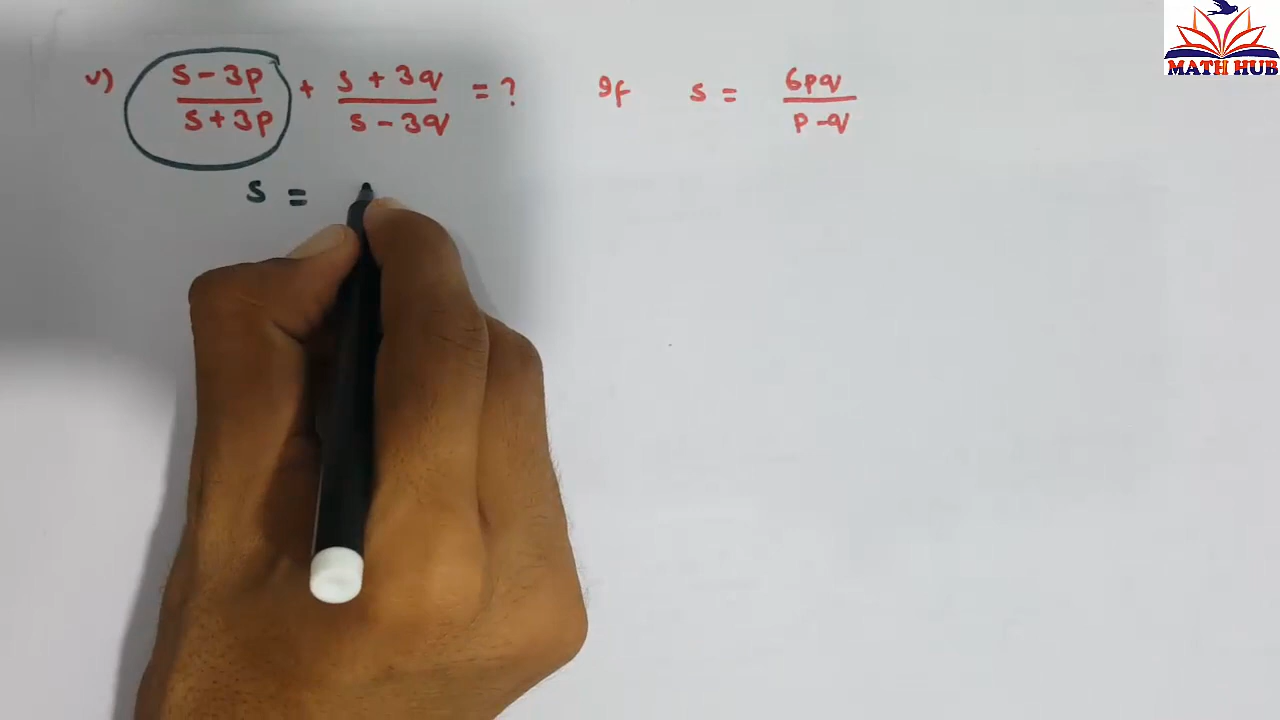 v) s - 3p / s + 3p + s + 3q / s - 3q = ? If s = 6pq / p - q
s =
MATH HUB